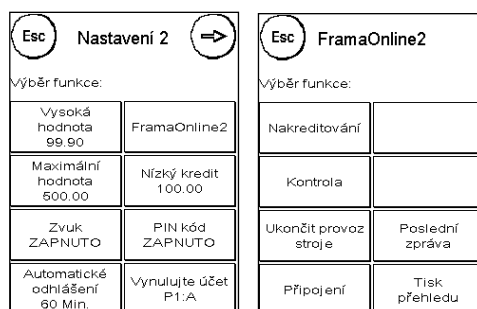 Esc Nastavení 2
Výběr funkce:
Vysoká
hodnota
99.90
FramaOnline2
Maximální
hodnota
500.00
Nízký kredit
100.00
Zvuk
ZAPNUTO
PIN kód
ZAPNUTO
Automatické
odhlášení
60 Min.
Vynulujte účet
P1:A
Esc FramaOnline2
Výběr funkce:
Nakreditování
Kontrola
Ukončit provoz
stroje
Poslední
zpráva
Připojení
Tisk
přehledu